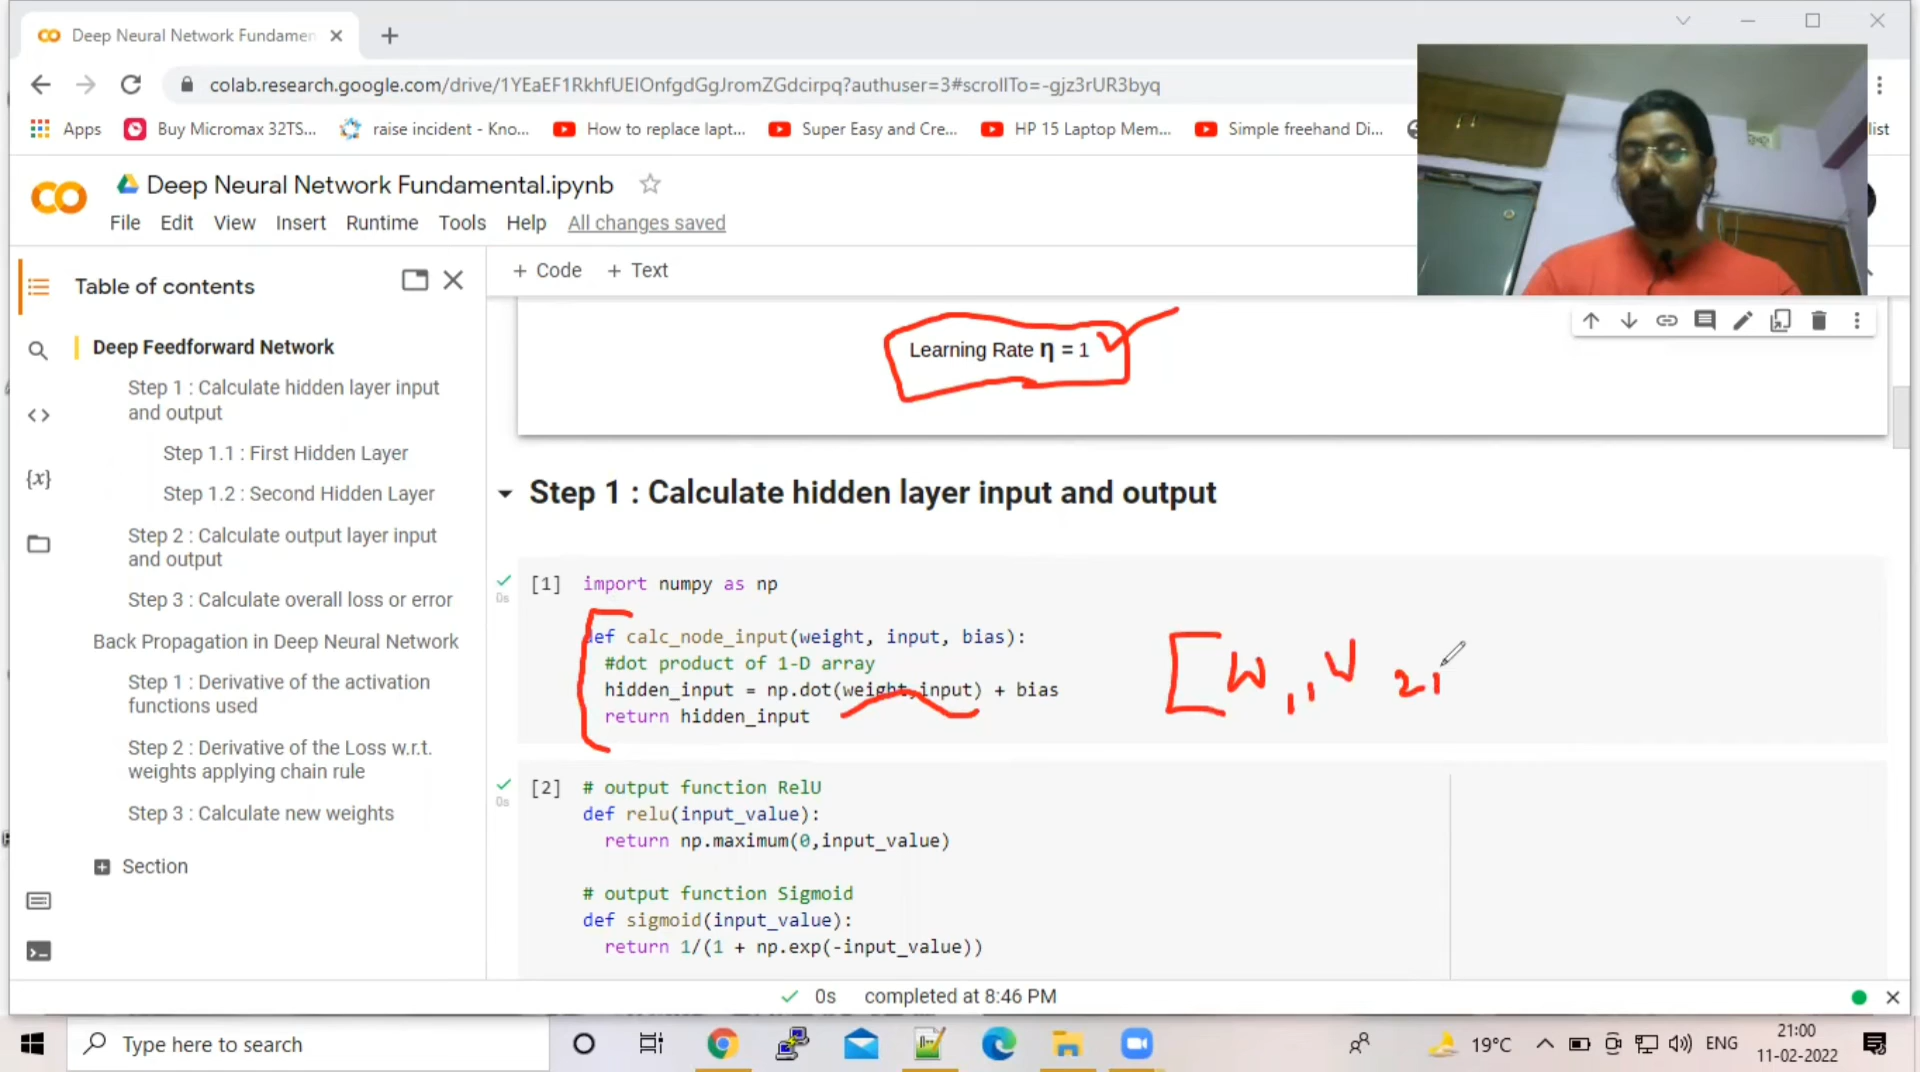 Deep Neural Network Fundamen
colab.research.google.com/drive/1YEaEF1RkhfUEIOnfgdGgJromZGdcirpq?authuser=3#scrollTo=-gjz3rUR3byq
Apps Buy Micromax 32TS... raise incident - Kno... How to replace lapt... Super Easy and Cre... HP 15 Laptop Mem... Simple freehand Di... list
Deep Neural Network Fundamental.ipynb
File Edit View Insert Runtime Tools Help All changes saved
Table of contents
+ Code + Text
Deep Feedforward Network
Step 1 : Calculate hidden layer input
and output
Step 1.1 : First Hidden Layer
Step 1.2 : Second Hidden Layer
Step 2 : Calculate output layer input
and output
Step 3 : Calculate overall loss or error
Back Propagation in Deep Neural Network
Step 1 : Derivative of the activation
functions used
Step 2 : Derivative of the Loss w.r.t.
weights applying chain rule
Step 3 : Calculate new weights
Section
Learning Rate η = 1
Step 1 : Calculate hidden layer input and output
[1] import numpy as np
0s
def calc_node_input(weight, input, bias):
#dot product of 1-D array
hidden_input = np.dot(weight,input) + bias
return hidden_input
[ W 11 W 21
[2] # output function RelU
0s
def relu(input_value):
return np.maximum(0,input_value)
# output function Sigmoid
def sigmoid(input_value):
return 1/(1 + np.exp(-input_value))
0s completed at 8:46 PM
Type here to search
19°C ENG 21:00
11-02-2022